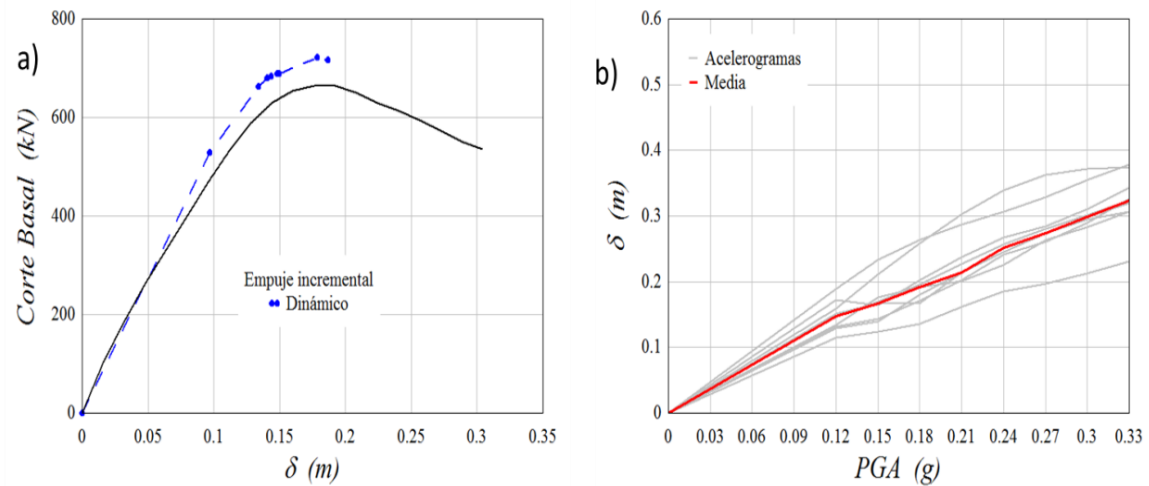 a)
800
600
400
200
0
Corte Basal (kN)
Empuje incremental
Dinámico
0 0.05 0.1 0.15 0.2 0.25 0.3 0.35
δ (m)
b)
0.6
0.5
0.4
0.3
0.2
0.1
0
δ (m)
Acelerogramas
Media
0 0.03 0.06 0.09 0.12 0.15 0.18 0.21 0.24 0.27 0.3 0.33
PGA (g)